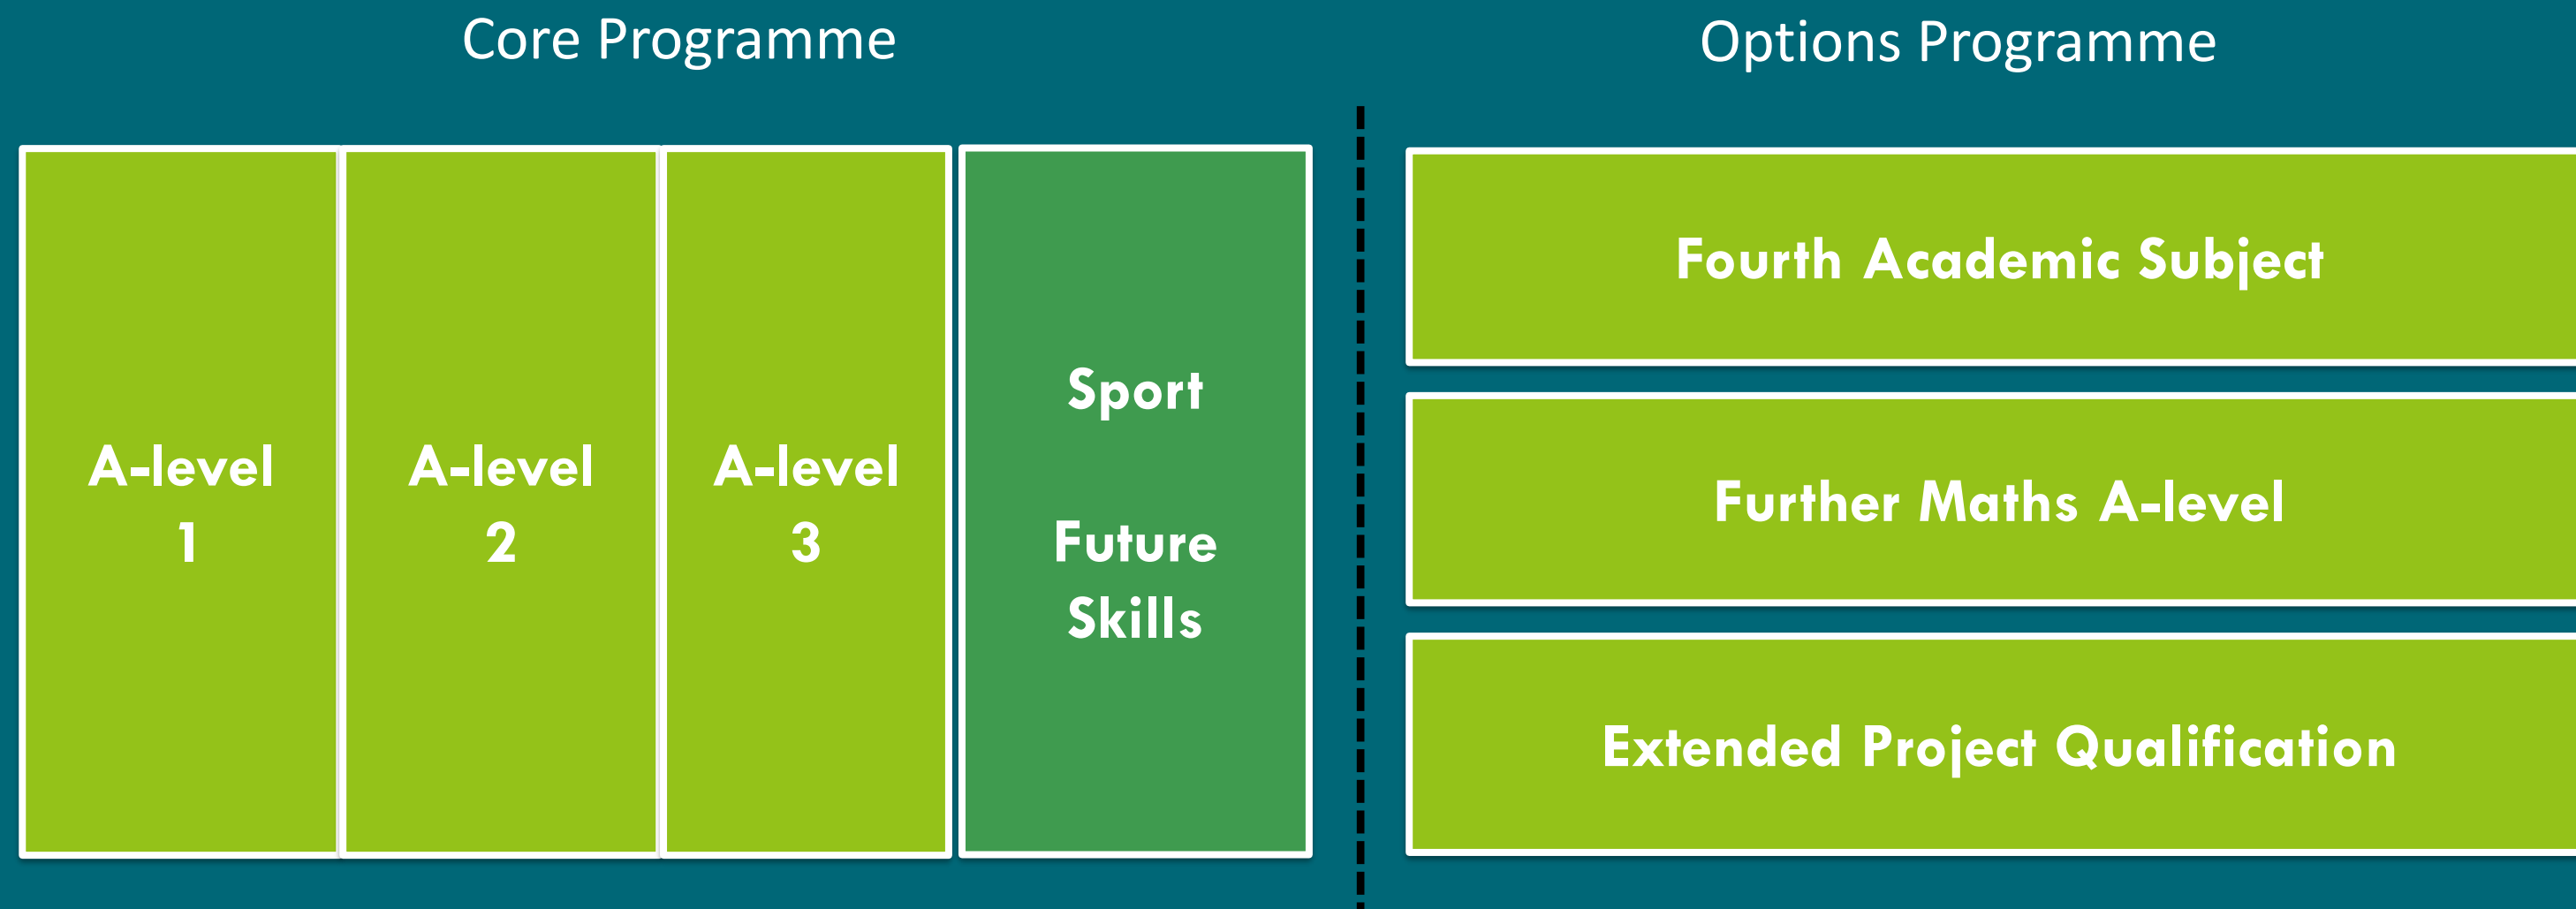 Core Programme
Options Programme
A-level
1
A-level
2
A-level
3
Sport
Future
Skills
Fourth Academic Subject
Further Maths A-level
Extended Project Qualification